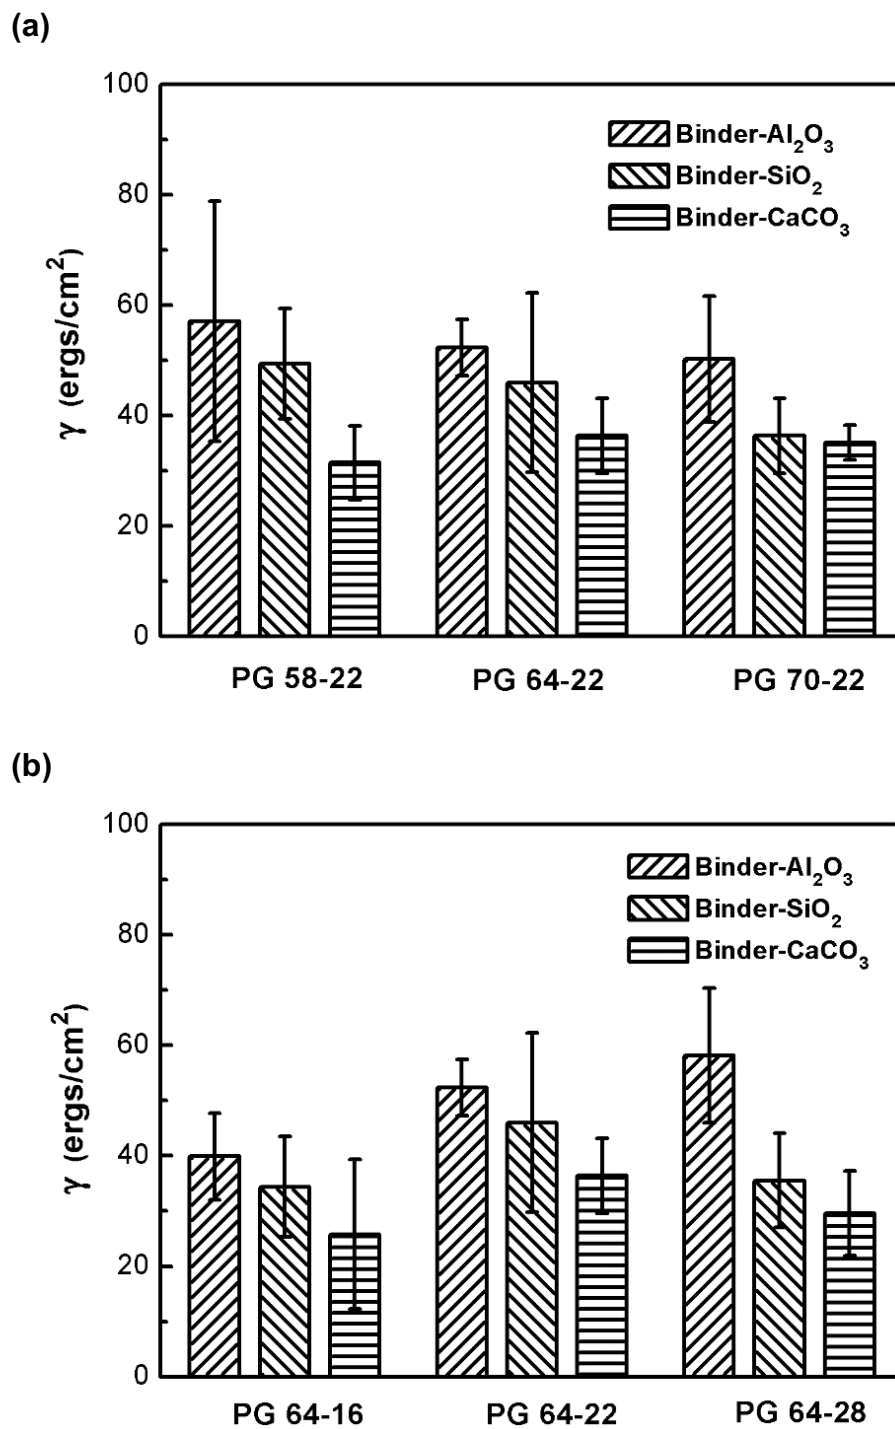 (a)
100
80
60
40
20
0
γ (ergs/cm²)
Binder-Al₂O₃
Binder-SiO₂
Binder-CaCO₃
PG 58-22 PG 64-22 PG 70-22
(b)
100
80
60
40
20
0
γ (ergs/cm²)
Binder-Al₂O₃
Binder-SiO₂
Binder-CaCO₃
PG 64-16 PG 64-22 PG 64-28